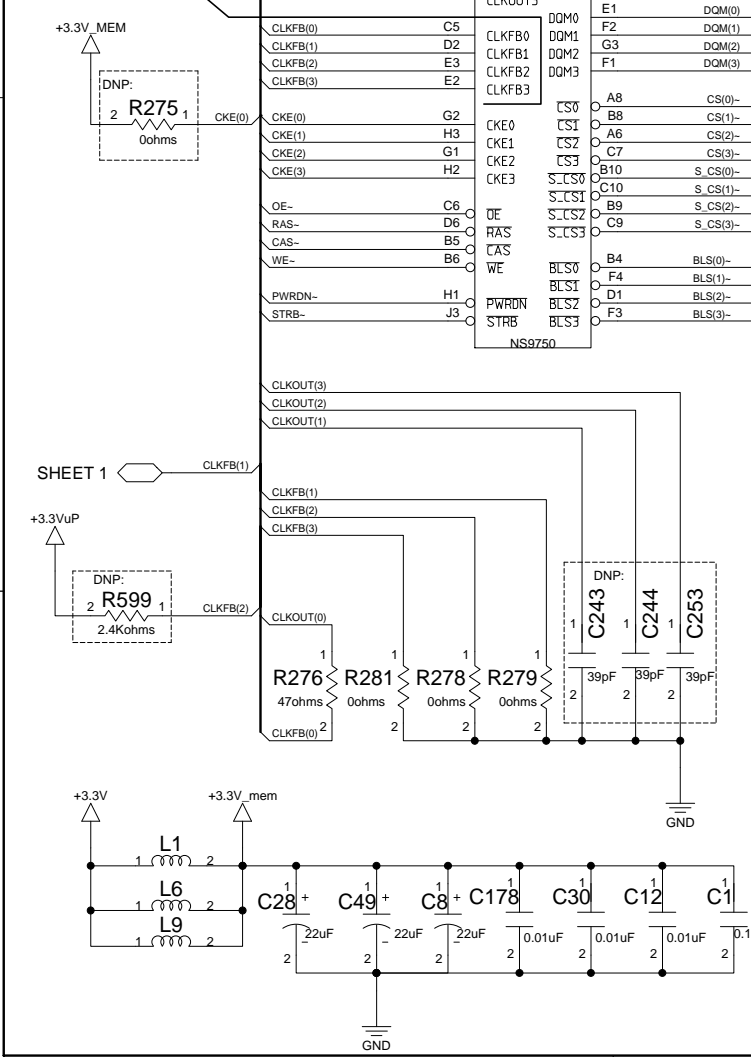 CLKOUT3
+3.3V_MEM
DNP:
2 R275 1
0ohms
CKE(0)
CLKFB(0) C5 CLKFB0
CLKFB(1) D2 CLKFB1
CLKFB(2) E3 CLKFB2
CLKFB(3) E2 CLKFB3
CKE(0) G2 CKE0
CKE(1) H3 CKE1
CKE(2) G1 CKE2
CKE(3) H2 CKE3
OE~ C6 OE
RAS~ D6 RAS
CAS~ B5 CAS
WE~ B6 WE
PWRDN~ H1 PWRDN
STRB~ J3 STRB
DQM0 E1 DQM(0)
DQM1 F2 DQM(1)
DQM2 G3 DQM(2)
DQM3 F1 DQM(3)
CS0 A8 CS(0)~
CS1 B8 CS(1)~
CS2 A6 CS(2)~
CS3 C7 CS(3)~
S_CS0 B10 S_CS(0)~
S_CS1 C10 S_CS(1)~
S_CS2 B9 S_CS(2)~
S_CS3 C9 S_CS(3)~
BLS0 B4 BLS(0)~
BLS1 F4 BLS(1)~
BLS2 D1 BLS(2)~
BLS3 F3 BLS(3)~
NS9750
CLKOUT(3)
CLKOUT(2)
CLKOUT(1)
SHEET 1 CLKFB(1)
CLKFB(1)
CLKFB(2)
CLKFB(3)
+3.3VuP
DNP:
2 R599 1
2.4Kohms
CLKFB(2)
CLKOUT(0)
1 R276 2
47ohms
CLKFB(0)
1 R281 2
0ohms
1 R278 2
0ohms
1 R279 2
0ohms
DNP:
1 C243 2
39pF
1 C244 2
39pF
1 C253 2
39pF
GND
+3.3V
+3.3V_mem
L1
1 2
L6
1 2
L9
1 2
1 C28 + 2
22uF −
1 C49 + 2
22uF −
1 C8 + 2
22uF −
1 C178 2
0.01uF
1 C30 2
0.01uF
1 C12 2
0.01uF
1 C1 2
0.1
GND